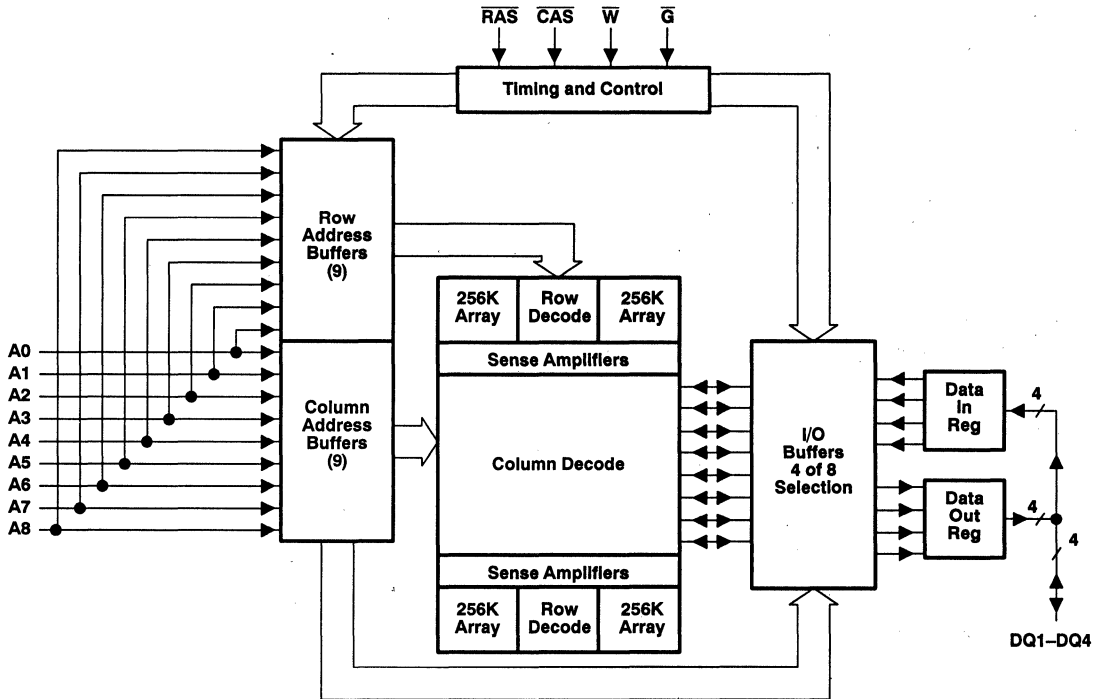 RAS CAS W G
Timing and Control
Row
Address
Buffers
(9)
256K
Array
Row
Decode
256K
Array
Sense Amplifiers
A0
A1
A2
A3
A4
A5
A6
A7
A8
Column
Address
Buffers
(9)
Column Decode
I/O
Buffers
4 of 8
Selection
Data
In
Reg
4
Data
Out
Reg
4
4
Sense Amplifiers
256K
Array
Row
Decode
256K
Array
DQ1–DQ4